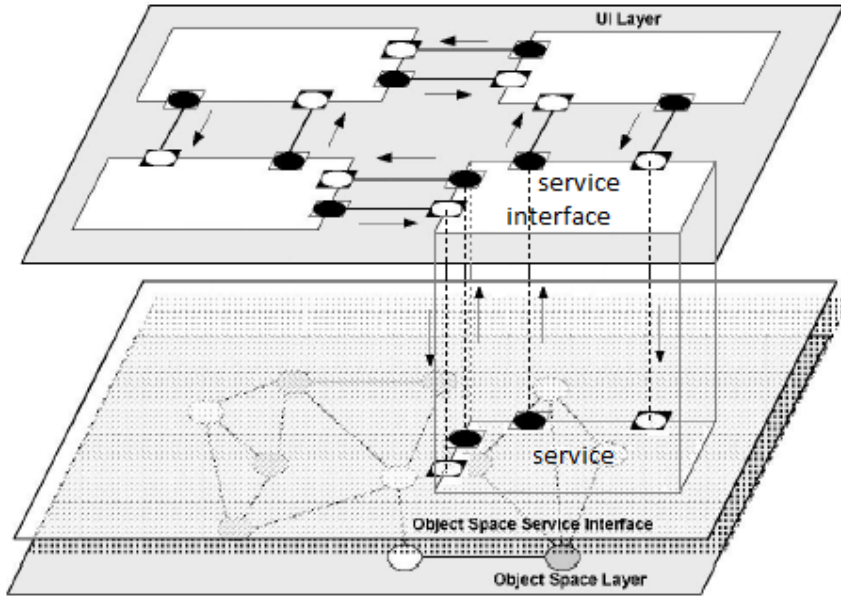 UI Layer
service
interface
service
Object Space Service Interface
Object Space Layer